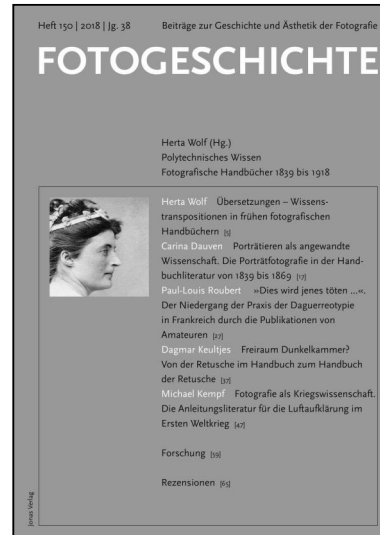 Heft 150 | 2018 | Jg. 38 Beiträge zur Geschichte und Ästhetik der Fotografie
FOTOGESCHICHTE
Herta Wolf (Hg.)
Polytechnisches Wissen
Fotografische Handbücher 1839 bis 1918
Herta Wolf Übersetzungen – Wissens-
transpositionen in frühen fotografischen
Handbüchern [5]
Carina Dauven Porträtieren als angewandte
Wissenschaft. Die Porträtfotografie in der Hand-
buchliteratur von 1839 bis 1869 [17]
Paul-Louis Roubert »Dies wird jenes töten ...«.
Der Niedergang der Praxis der Daguerreotypie
in Frankreich durch die Publikationen von
Amateuren [27]
Dagmar Keultjes Freiraum Dunkelkammer?
Von der Retusche im Handbuch zum Handbuch
der Retusche [37]
Michael Kempf Fotografie als Kriegswissenschaft.
Die Anleitungsliteratur für die Luftaufklärung im
Ersten Weltkrieg [47]
Forschung [59]
Rezensionen [65]
Jonas Verlag